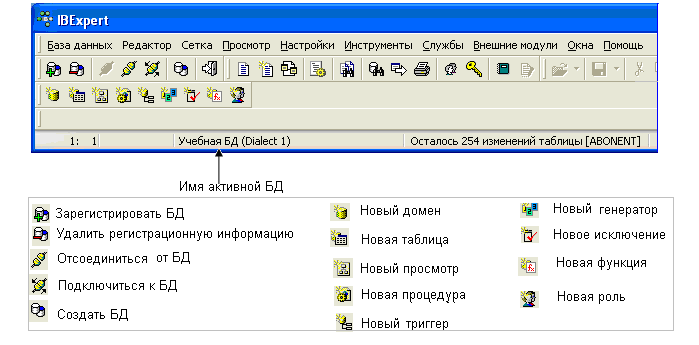 IBExpert
База данных Редактор Сетка Просмотр Настройки Инструменты Службы Внешние модули Окна Помощь
1: 1 Учебная БД (Dialect 1) Осталось 254 изменений таблицы [ABONENT]
Имя активной БД
Зарегистрировать БД
Удалить регистрационную информацию
Отсоединиться от БД
Подключиться к БД
Создать БД
Новый домен
Новая таблица
Новый просмотр
Новая процедура
Новый триггер
Новый генератор
Новое исключение
Новая функция
Новая роль